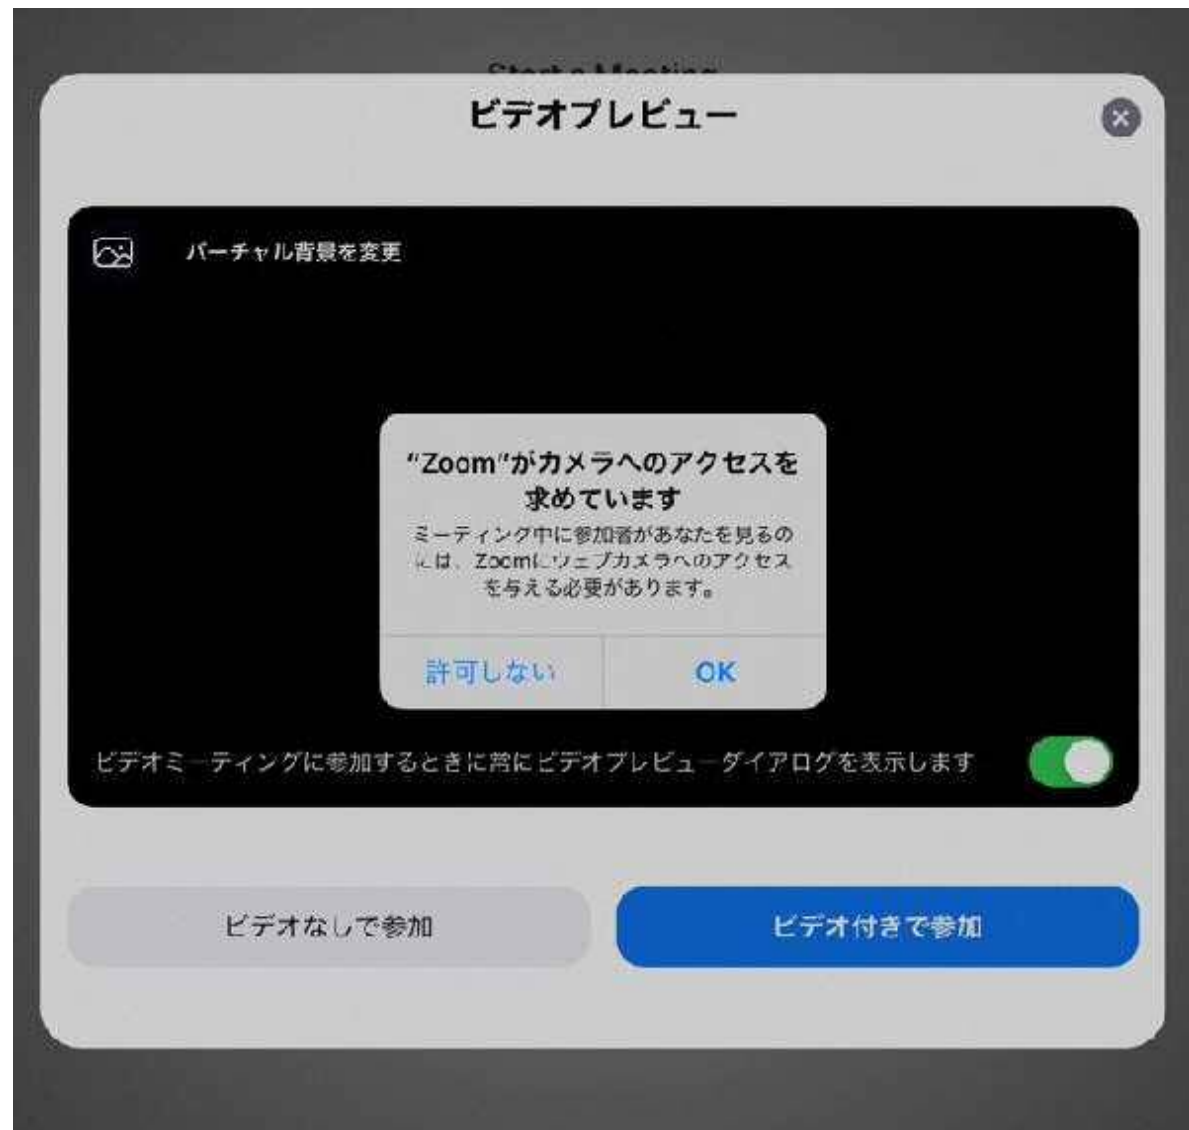 Start a Meeting
ビデオプレビュー
バーチャル背景を変更
"Zoom"がカメラへのアクセスを
求めています
ミーティング中に参加者があなたを見るの
には、Zoomにウェブカメラへのアクセス
を与える必要があります。
許可しない
OK
ビデオミーティングに参加するときに常にビデオプレビューダイアログを表示します
ビデオなしで参加
ビデオ付きで参加